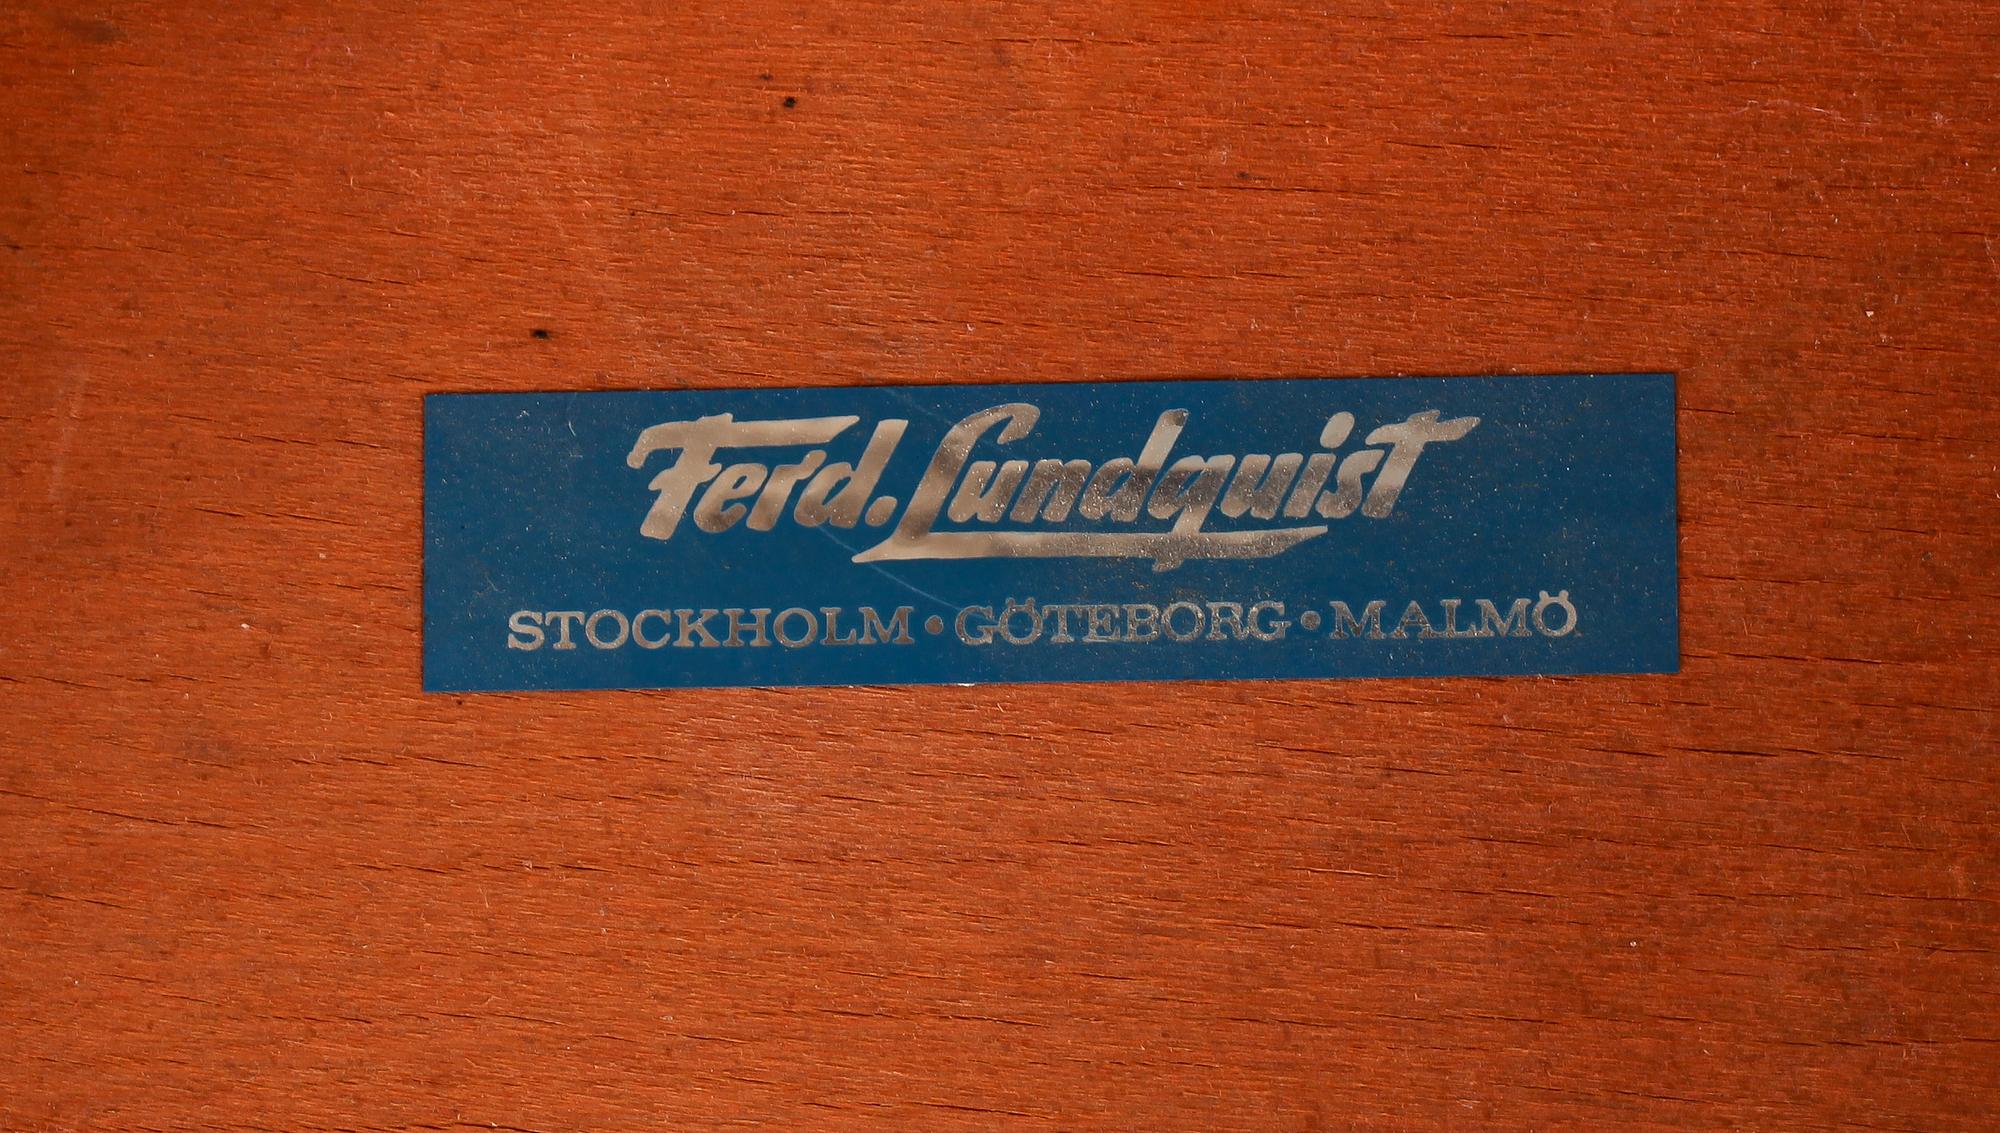 Ferd. Lundquist
STOCKHOLM • GÖTEBORG • MALMÖ